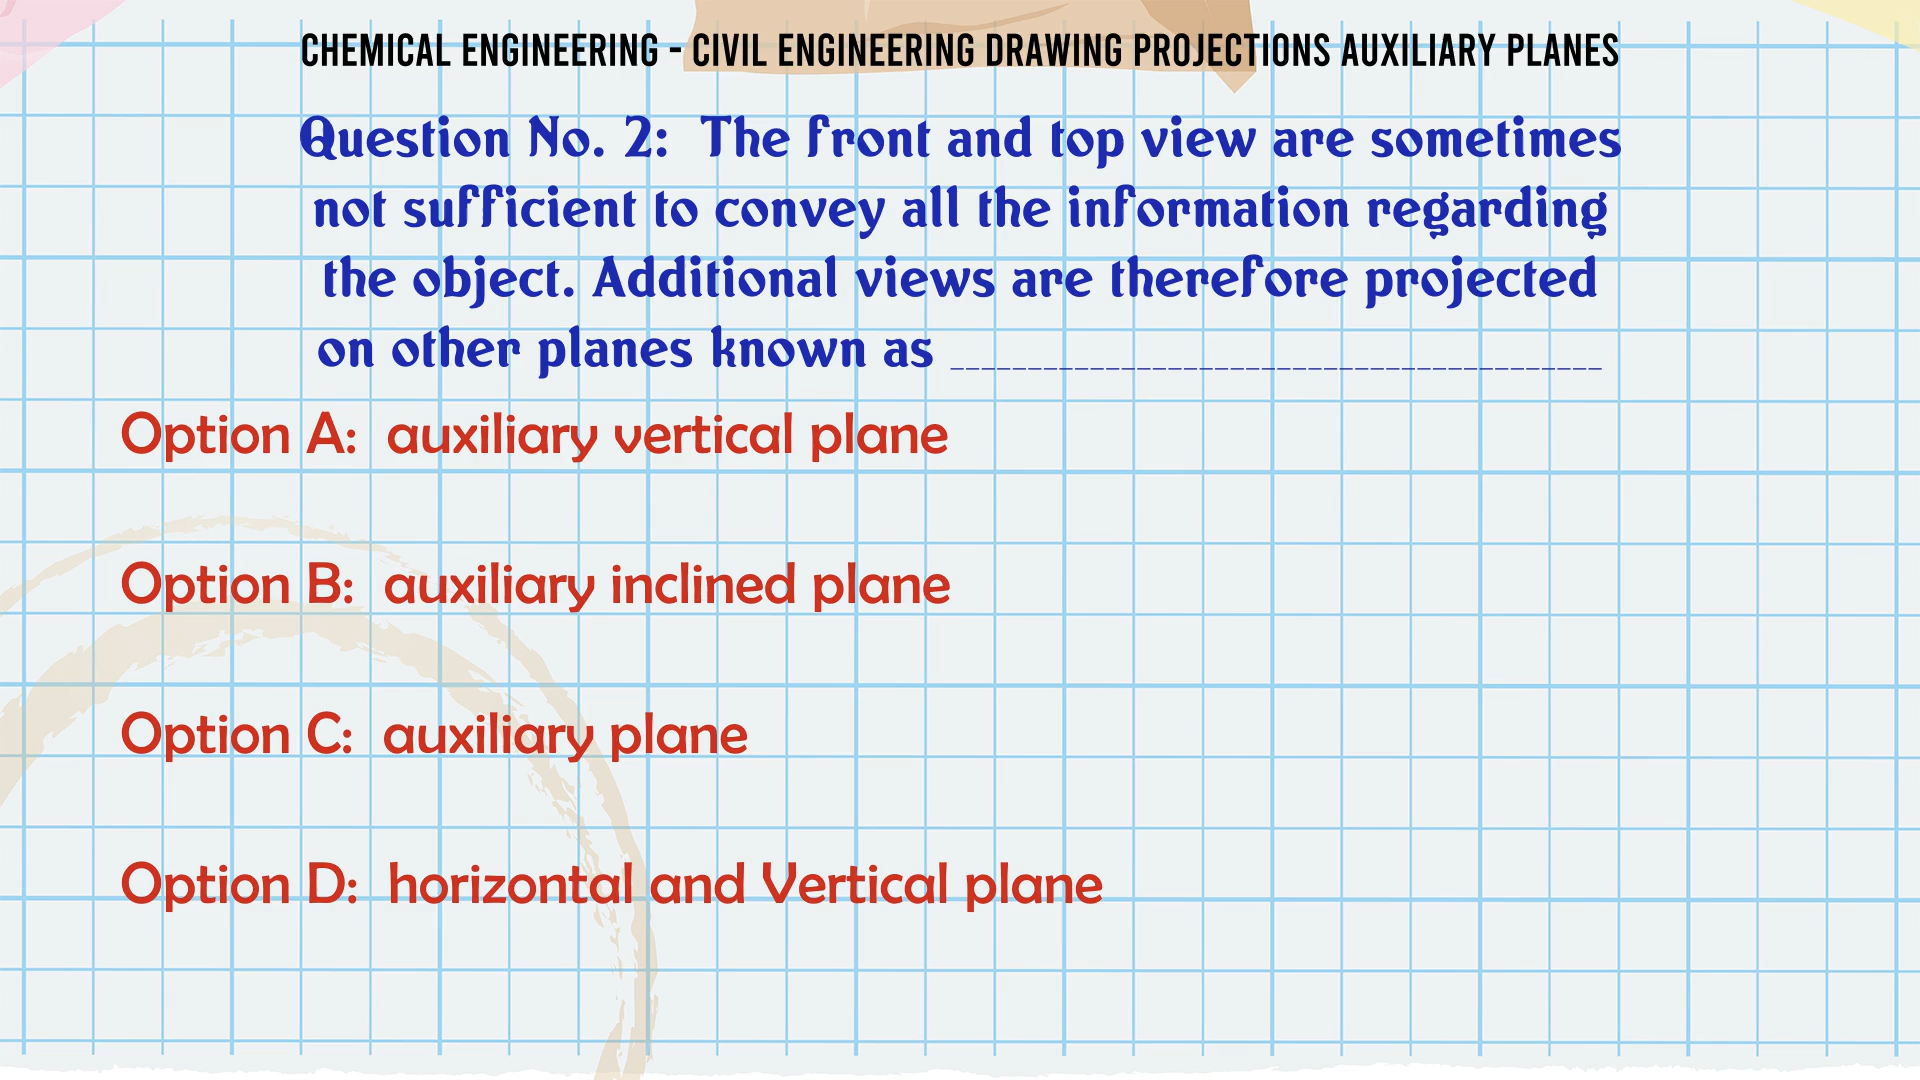 CHEMICAL ENGINEERING - CIVIL ENGINEERING DRAWING PROJECTIONS AUXILIARY PLANES
Question No. 2: The front and top view are sometimes
not sufficient to convey all the information regarding
the object. Additional views are therefore projected
on other planes known as __________________________________________
Option A: auxiliary vertical plane
Option B: auxiliary inclined plane
Option C: auxiliary plane
Option D: horizontal and Vertical plane